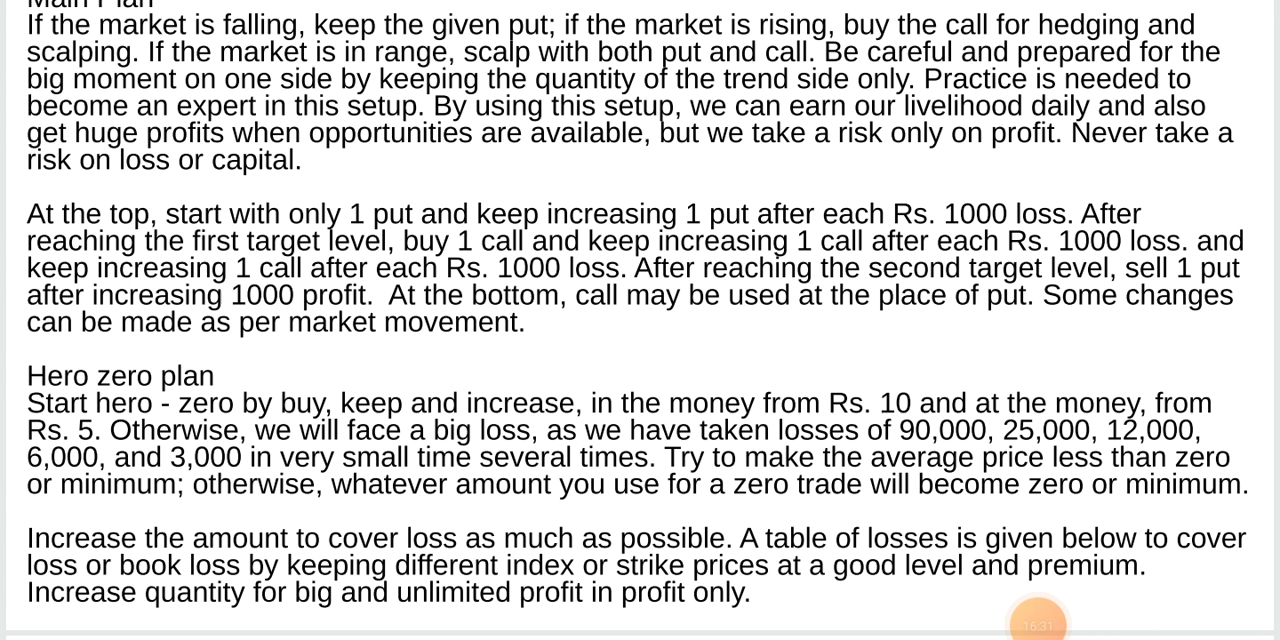 Main Plan
If the market is falling, keep the given put; if the market is rising, buy the call for hedging and
scalping. If the market is in range, scalp with both put and call. Be careful and prepared for the
big moment on one side by keeping the quantity of the trend side only. Practice is needed to
become an expert in this setup. By using this setup, we can earn our livelihood daily and also
get huge profits when opportunities are available, but we take a risk only on profit. Never take a
risk on loss or capital.
At the top, start with only 1 put and keep increasing 1 put after each Rs. 1000 loss. After
reaching the first target level, buy 1 call and keep increasing 1 call after each Rs. 1000 loss. and
keep increasing 1 call after each Rs. 1000 loss. After reaching the second target level, sell 1 put
after increasing 1000 profit.  At the bottom, call may be used at the place of put. Some changes
can be made as per market movement.
Hero zero plan
Start hero - zero by buy, keep and increase, in the money from Rs. 10 and at the money, from
Rs. 5. Otherwise, we will face a big loss, as we have taken losses of 90,000, 25,000, 12,000,
6,000, and 3,000 in very small time several times. Try to make the average price less than zero
or minimum; otherwise, whatever amount you use for a zero trade will become zero or minimum.
Increase the amount to cover loss as much as possible. A table of losses is given below to cover
loss or book loss by keeping different index or strike prices at a good level and premium.
Increase quantity for big and unlimited profit in profit only.
16:31